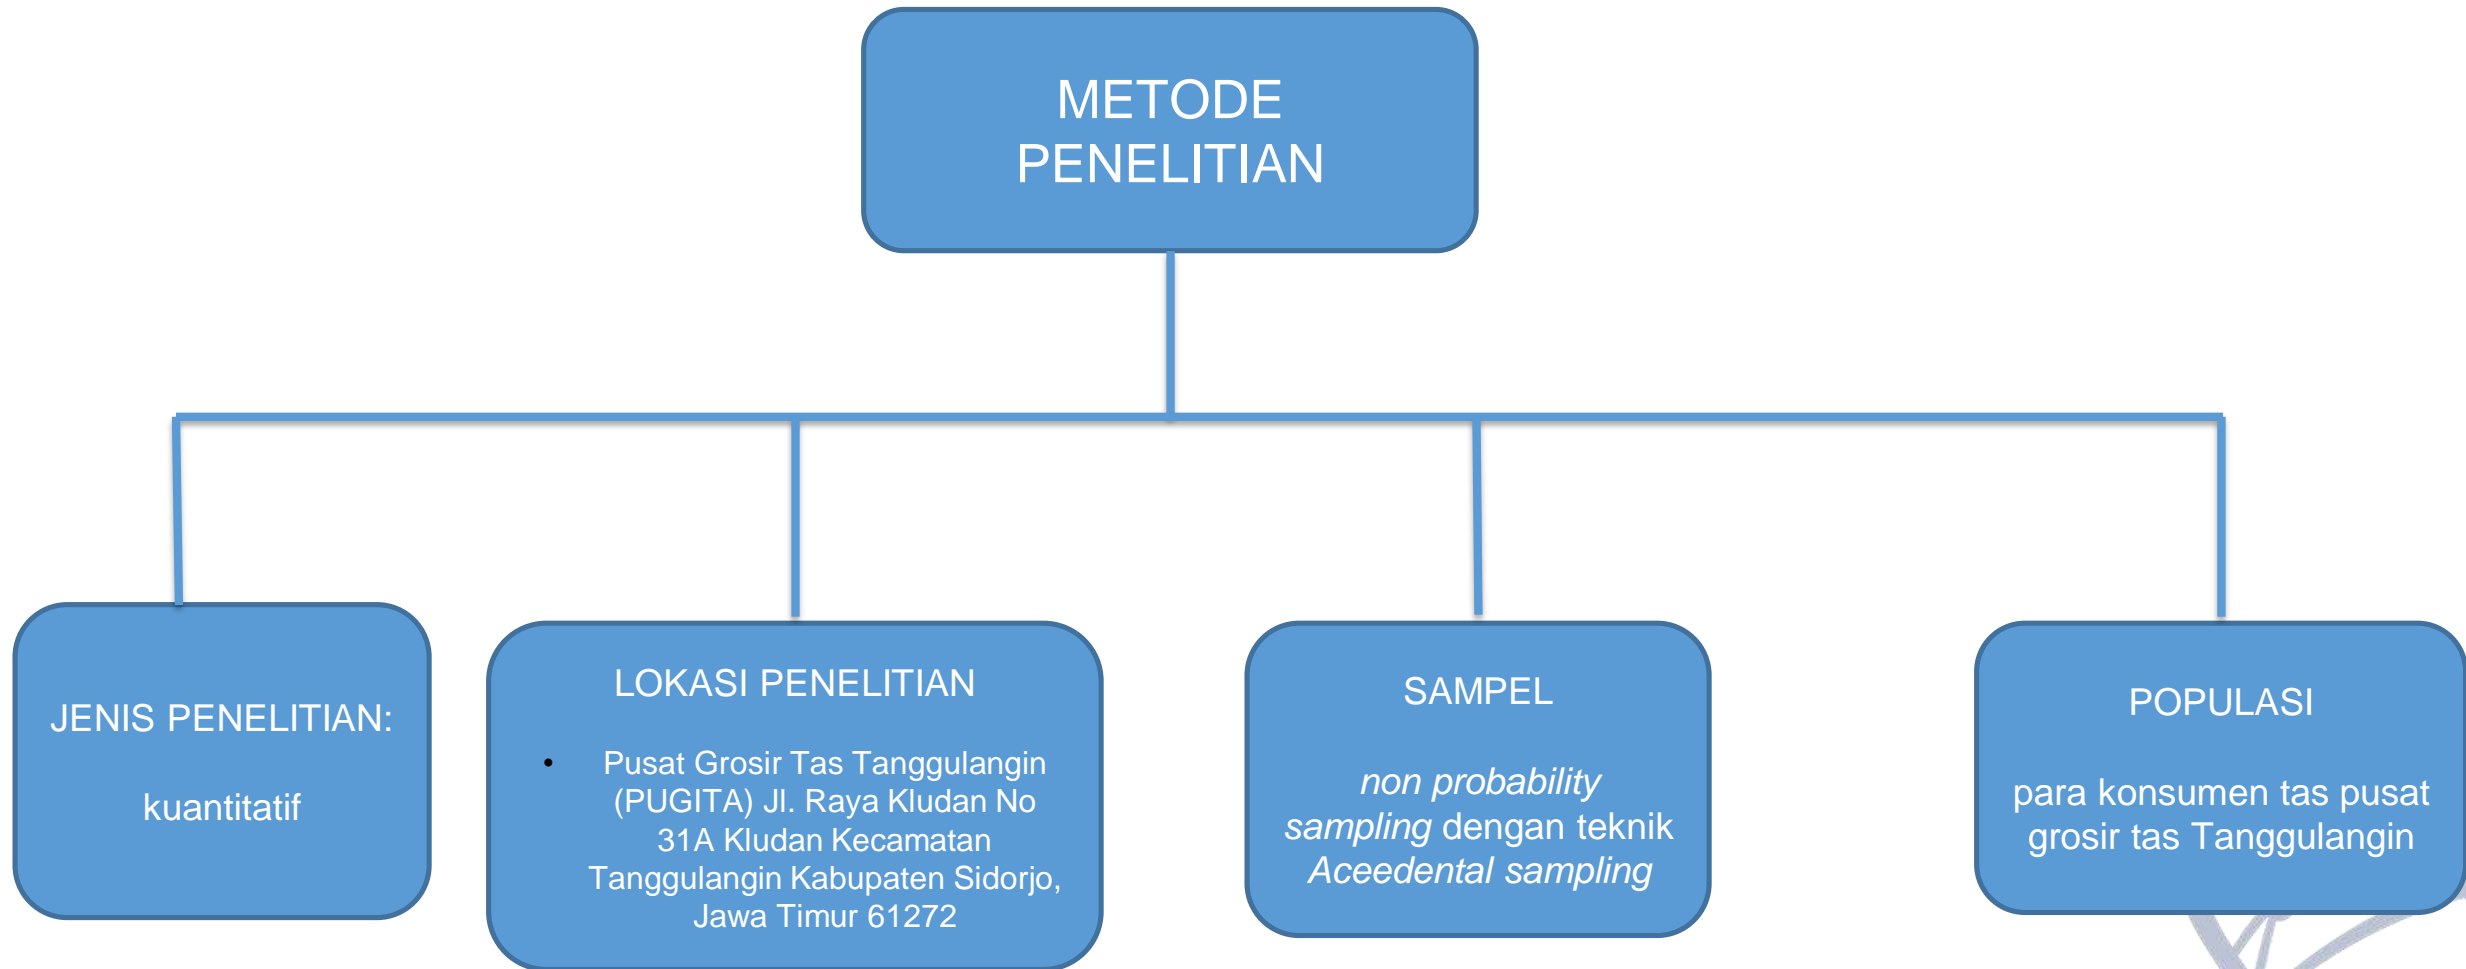 METODE
PENELITIAN
JENIS PENELITIAN:
kuantitatif
LOKASI PENELITIAN
• Pusat Grosir Tas Tanggulangin
(PUGITA) Jl. Raya Kludan No
31A Kludan Kecamatan
Tanggulangin Kabupaten Sidorjo,
Jawa Timur 61272
SAMPEL
non probability
sampling dengan teknik
Aceedental sampling
POPULASI
para konsumen tas pusat
grosir tas Tanggulangin